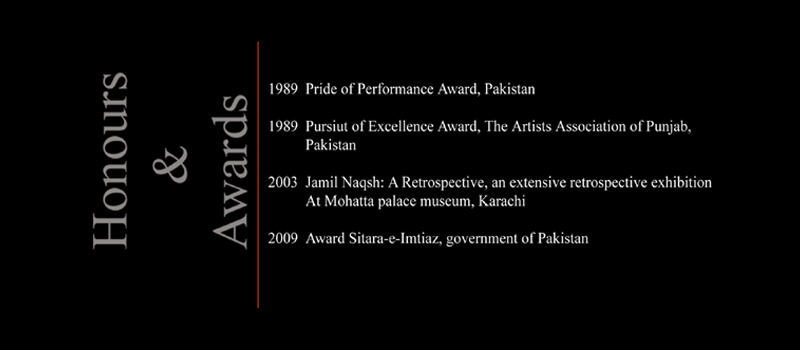 Honours
&
Awards
1989 Pride of Performance Award, Pakistan
1989 Pursiut of Excellence Award, The Artists Association of Punjab,
Pakistan
2003 Jamil Naqsh: A Retrospective, an extensive retrospective exhibition
At Mohatta palace museum, Karachi
2009 Award Sitara-e-Imtiaz, government of Pakistan